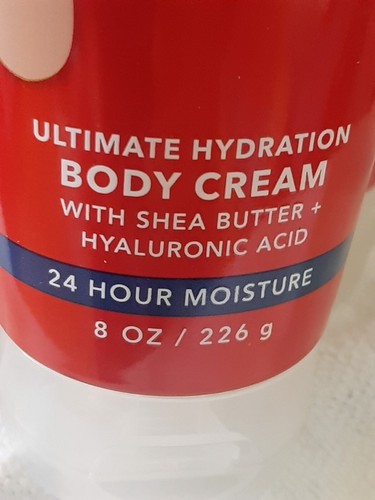 ULTIMATE HYDRATION
BODY CREAM
WITH SHEA BUTTER +
HYALURONIC ACID
24 HOUR MOISTURE
8 OZ / 226 g